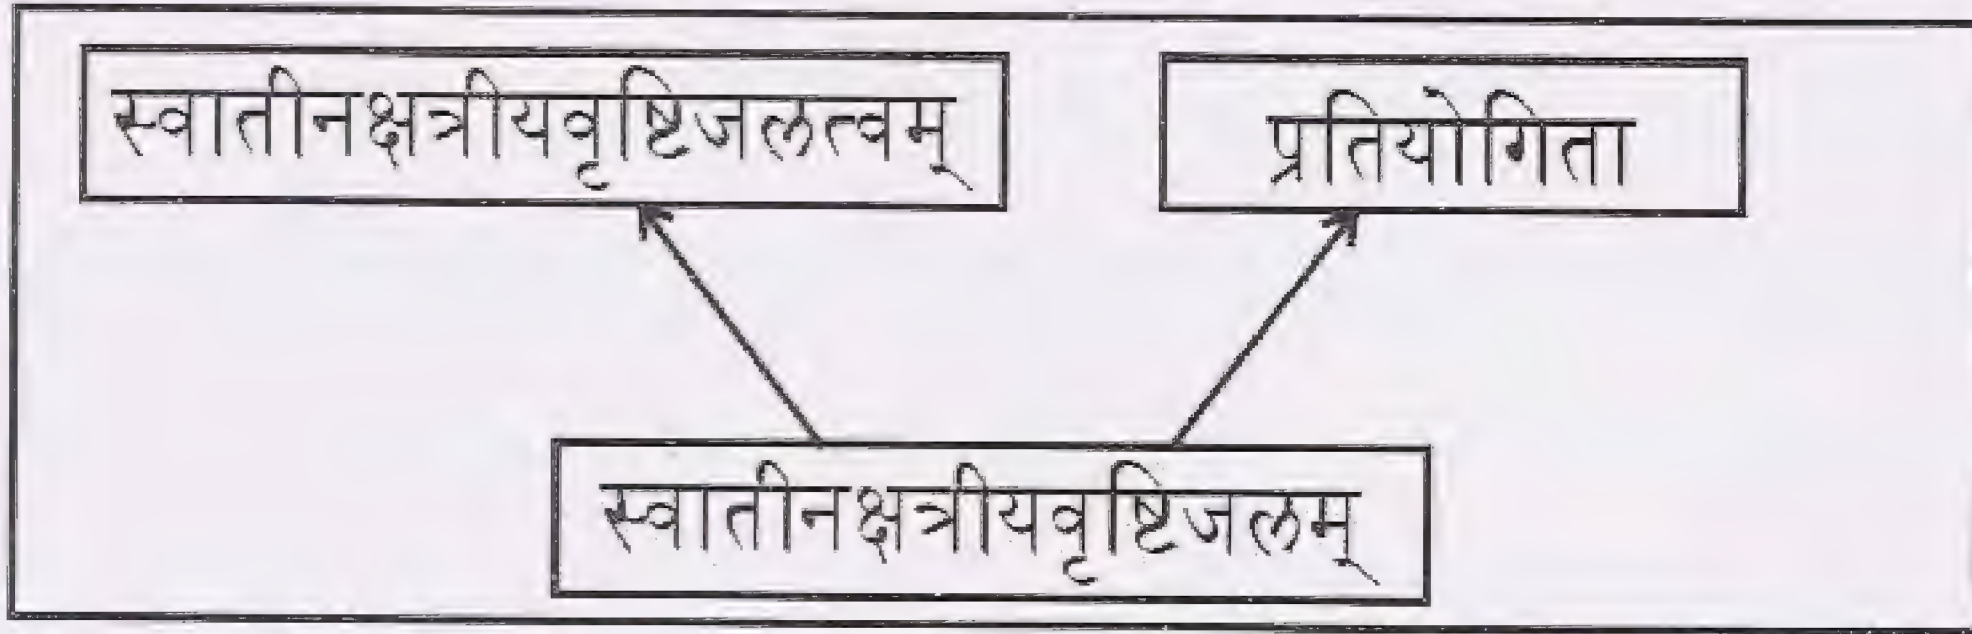 स्वातीनक्षत्रीयवृष्टिजलत्वम्
प्रतियोगिता
स्वातीनक्षत्रीयवृष्टिजलम्